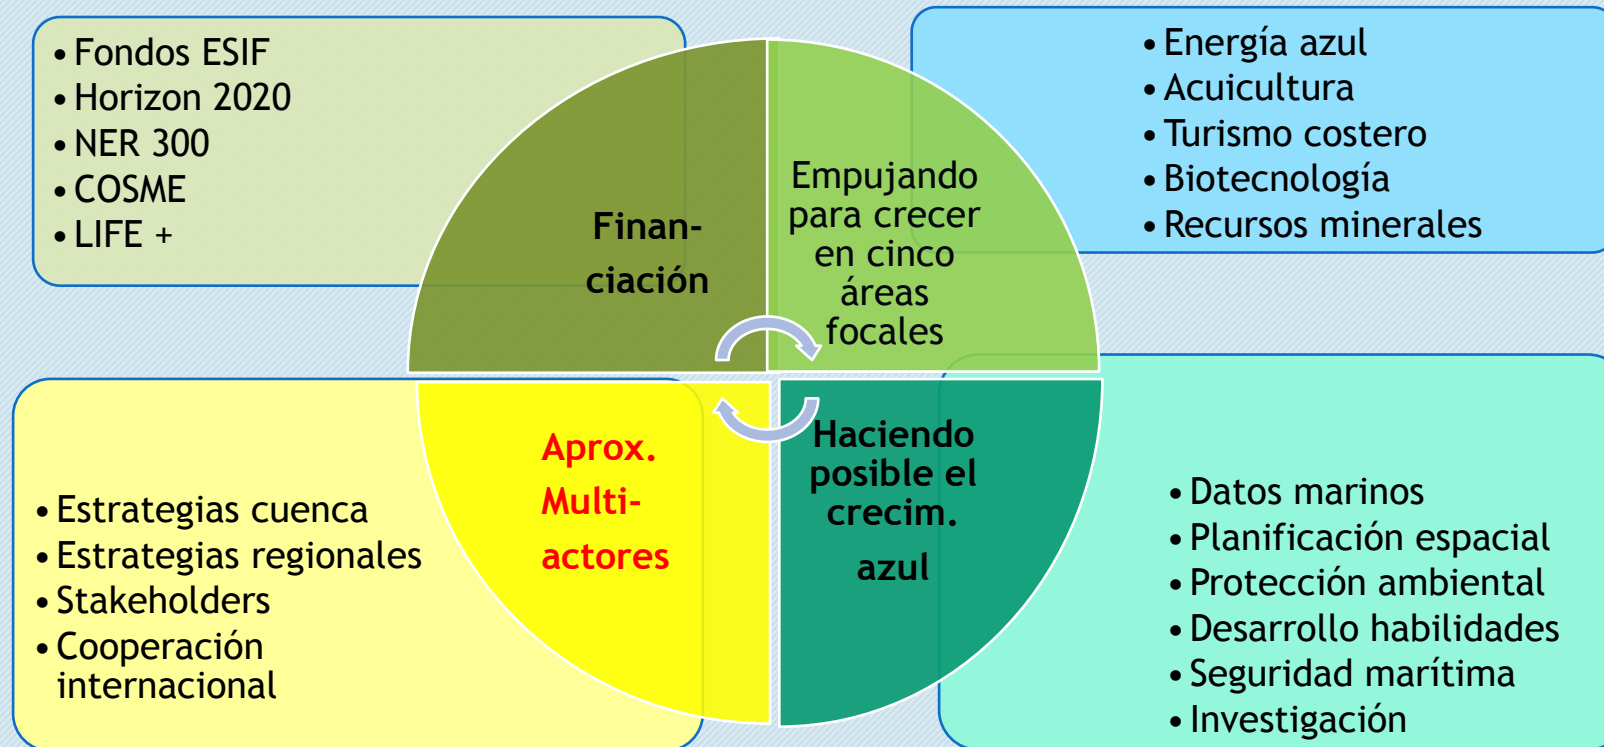 • Fondos ESIF
• Horizon 2020
• NER 300
• COSME
• LIFE +
Finan-
ciación
Empujando
para crecer
en cinco
áreas
focales
• Energía azul
• Acuicultura
• Turismo costero
• Biotecnología
• Recursos minerales
• Estrategias cuenca
• Estrategias regionales
• Stakeholders
• Cooperación
internacional
Aprox.
Multi-
actores
Haciendo
posible el
crecim.
azul
• Datos marinos
• Planificación espacial
• Protección ambiental
• Desarrollo habilidades
• Seguridad marítima
• Investigación